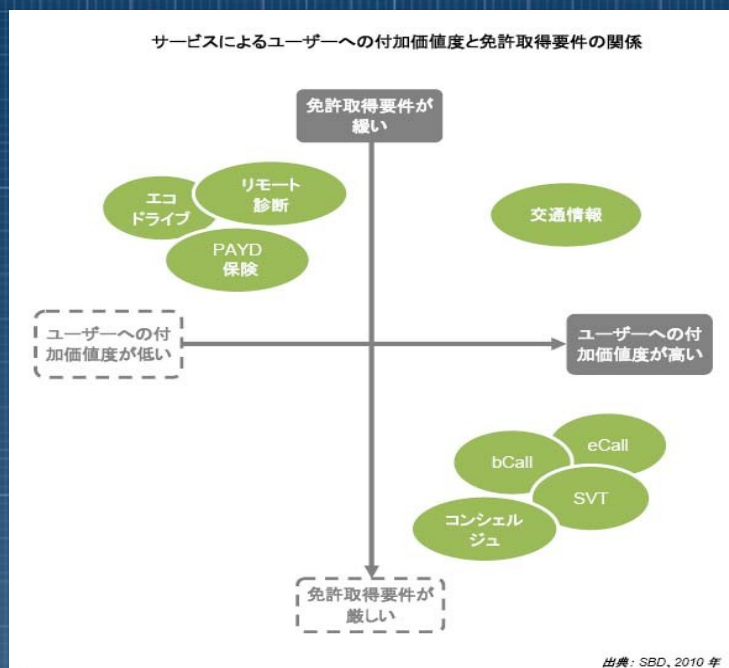 サービスによるユーザーへの付加価値度と免許取得要件の関係
免許取得要件が
緩い
エコ
ドライブ
リモート
診断
PAYD
保険
交通情報
ユーザーへの付
加価値度が低い
ユーザーへの付
加価値度が高い
bCall
eCall
SVT
コンシェル
ジュ
免許取得要件が
厳しい
出典: SBD、2010 年